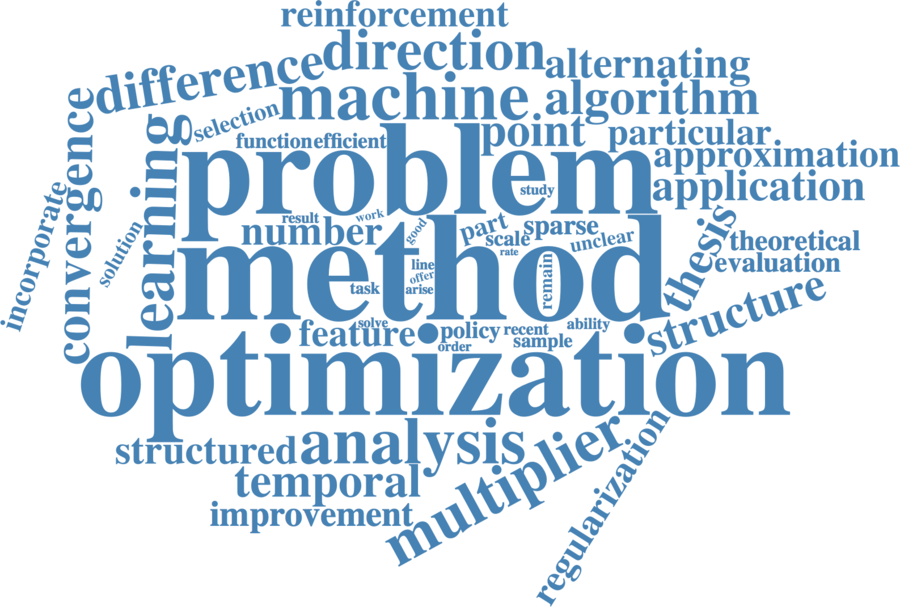 reinforcement
direction
difference
alternating
machine
algorithm
selection
function
efficient
point
particular
convergence
learning
problem
approximation
study
application
incorporate
solution
result
work
number
good
part
scale
sparse
rate
unclear
thesis
theoretical
evaluation
method
line
offer
arise
task
remain
structure
feature
solve
policy
recent
ability
order
sample
optimization
structured
analysis
temporal
multiplier
improvement
regularization